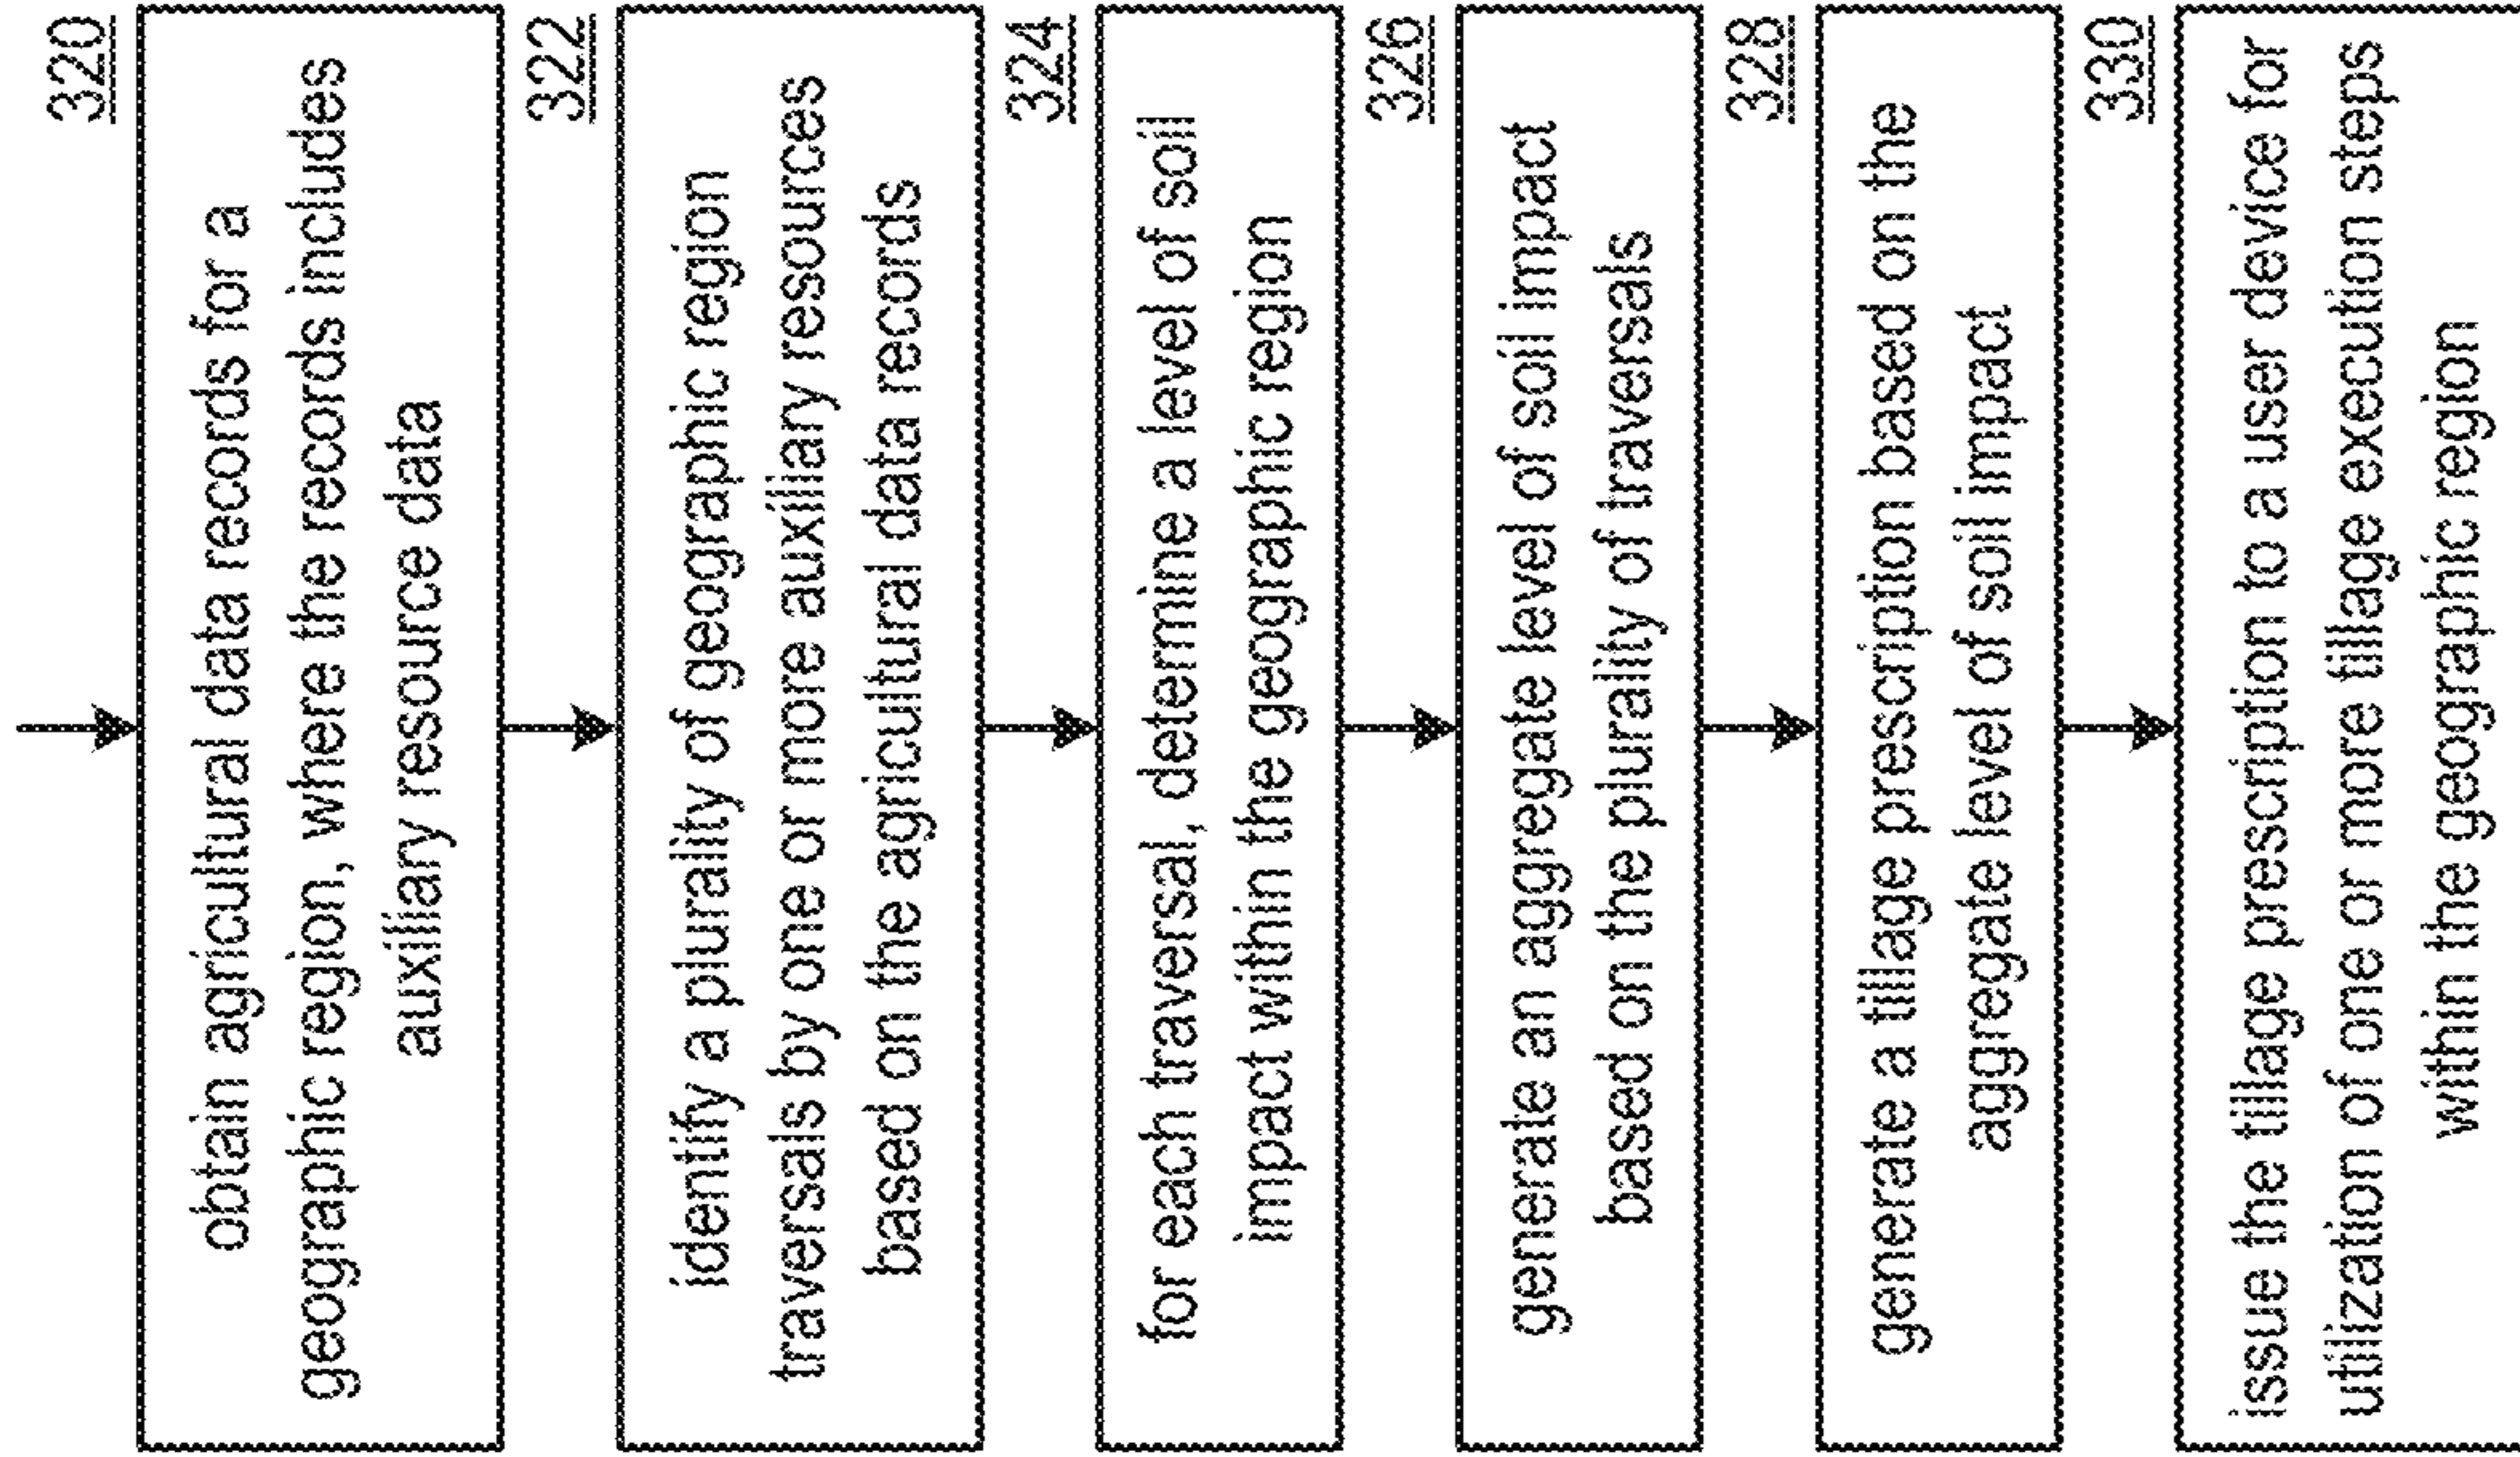 320
obtain agricultural data records for a
geographic region, where the records includes
auxiliary resource data
322
identify a plurality of geographic region
traversals by one or more auxiliary resources
based on the agricultural data records
324
for each traversal, determine a level of soil
impact within the geographic region
326
generate an aggregate level of soil impact
based on the plurality of traversals
328
generate a tillage prescription based on the
aggregate level of soil impact
330
issue the tillage prescription to a user device for
utilization of one or more tillage execution steps
within the geographic region